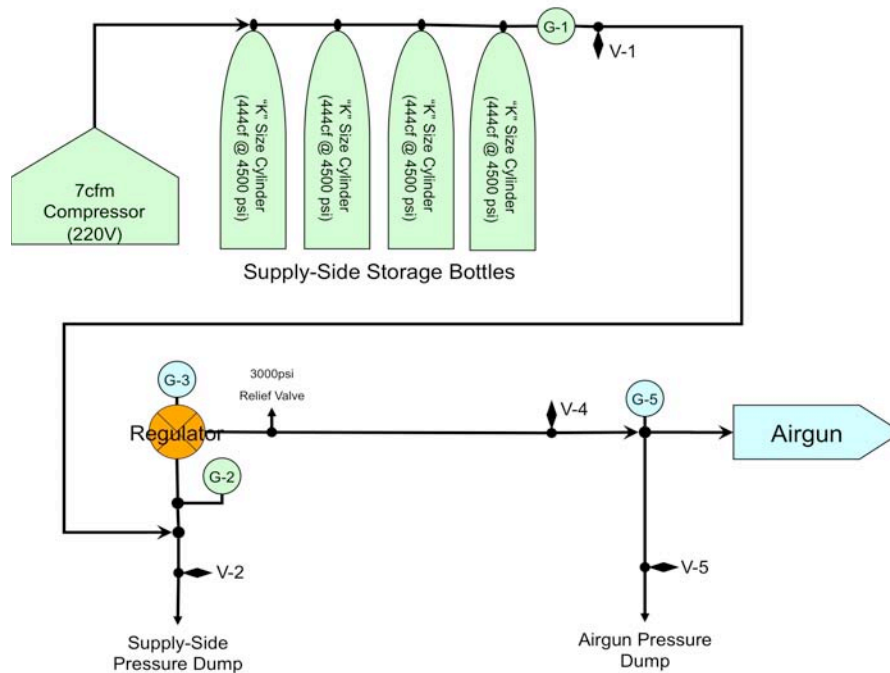 G-1
V-1
"K" Size Cylinder
(444cf @ 4500 psi)
"K" Size Cylinder
(444cf @ 4500 psi)
"K" Size Cylinder
(444cf @ 4500 psi)
"K" Size Cylinder
(444cf @ 4500 psi)
7cfm
Compressor
(220V)
Supply-Side Storage Bottles
G-3
3000psi
Relief Valve
V-4
G-5
Regulator
Airgun
G-2
V-2
V-5
Supply-Side
Pressure Dump
Airgun Pressure
Dump